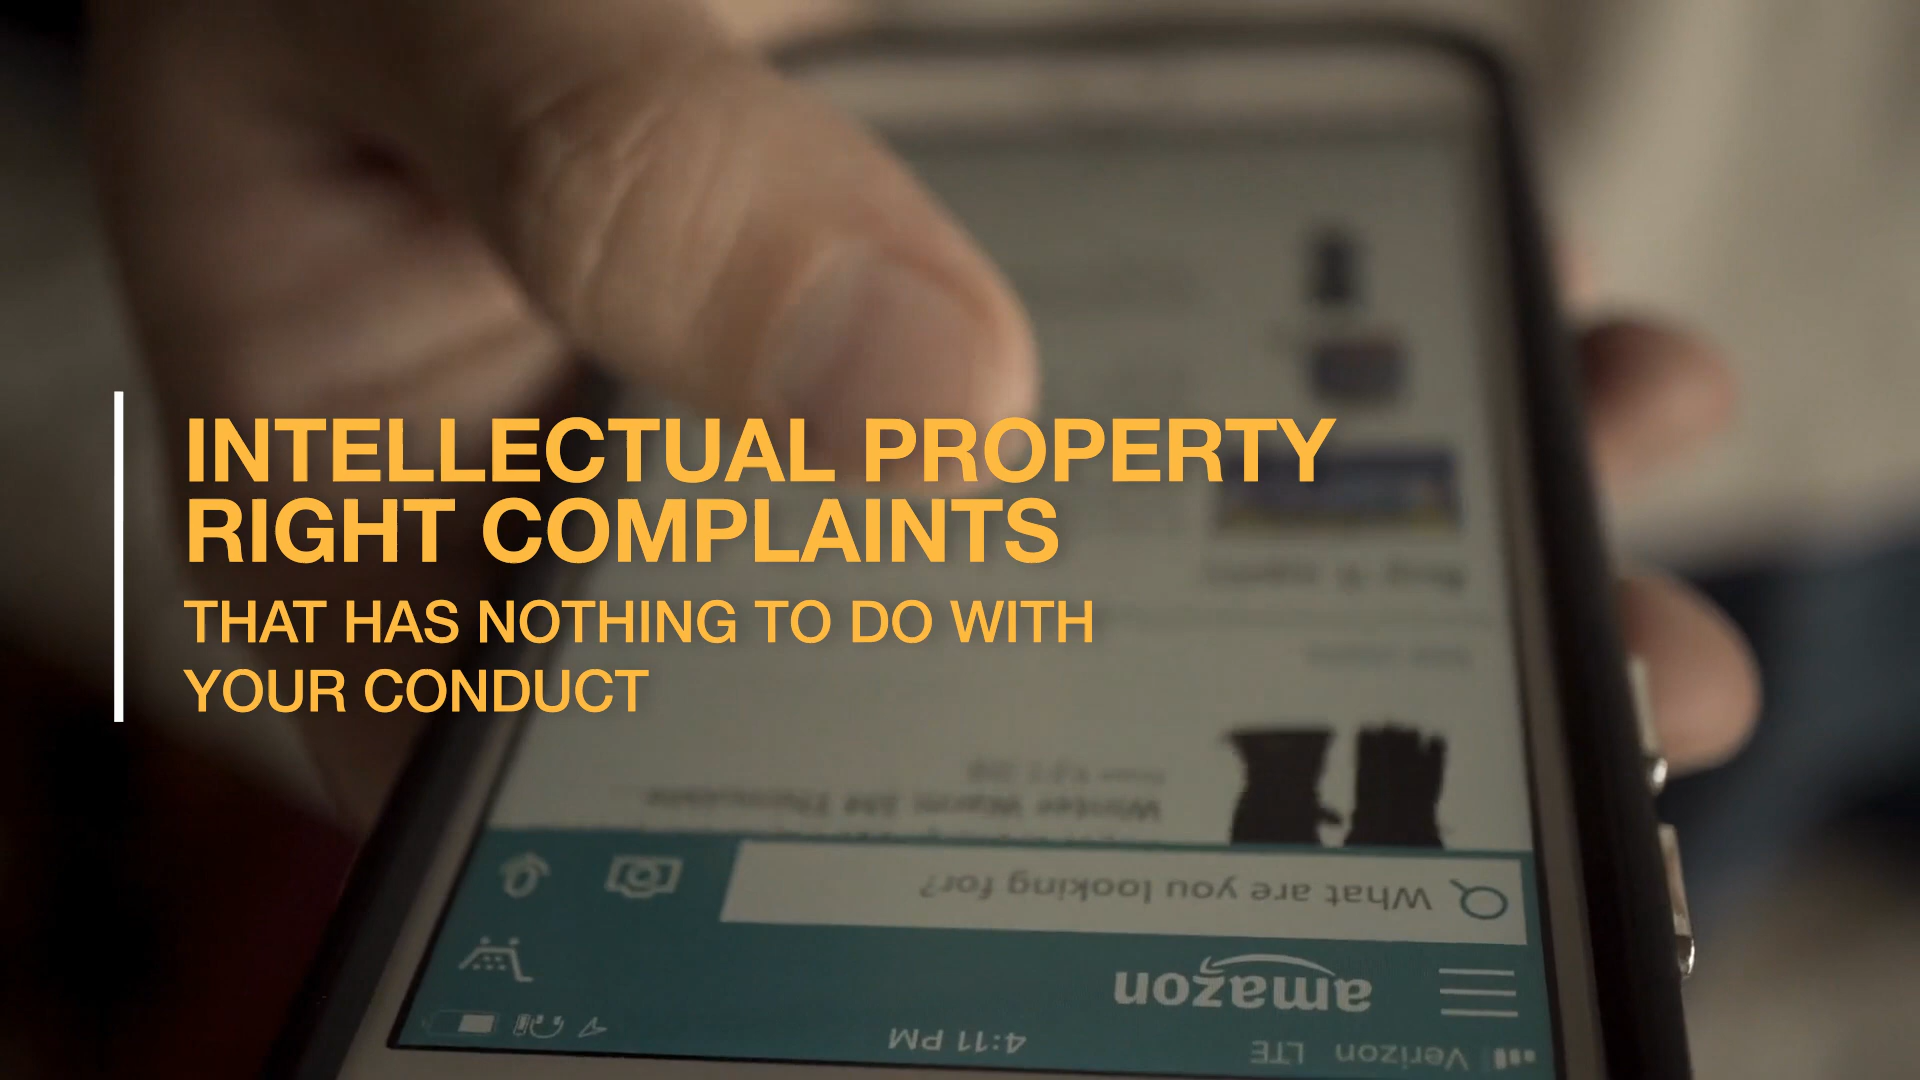 INTELLECTUAL PROPERTY
RIGHT COMPLAINTS
THAT HAS NOTHING TO DO WITH
YOUR CONDUCT
What are you looking for?
amazon
Verizon LTE 4:11 PM